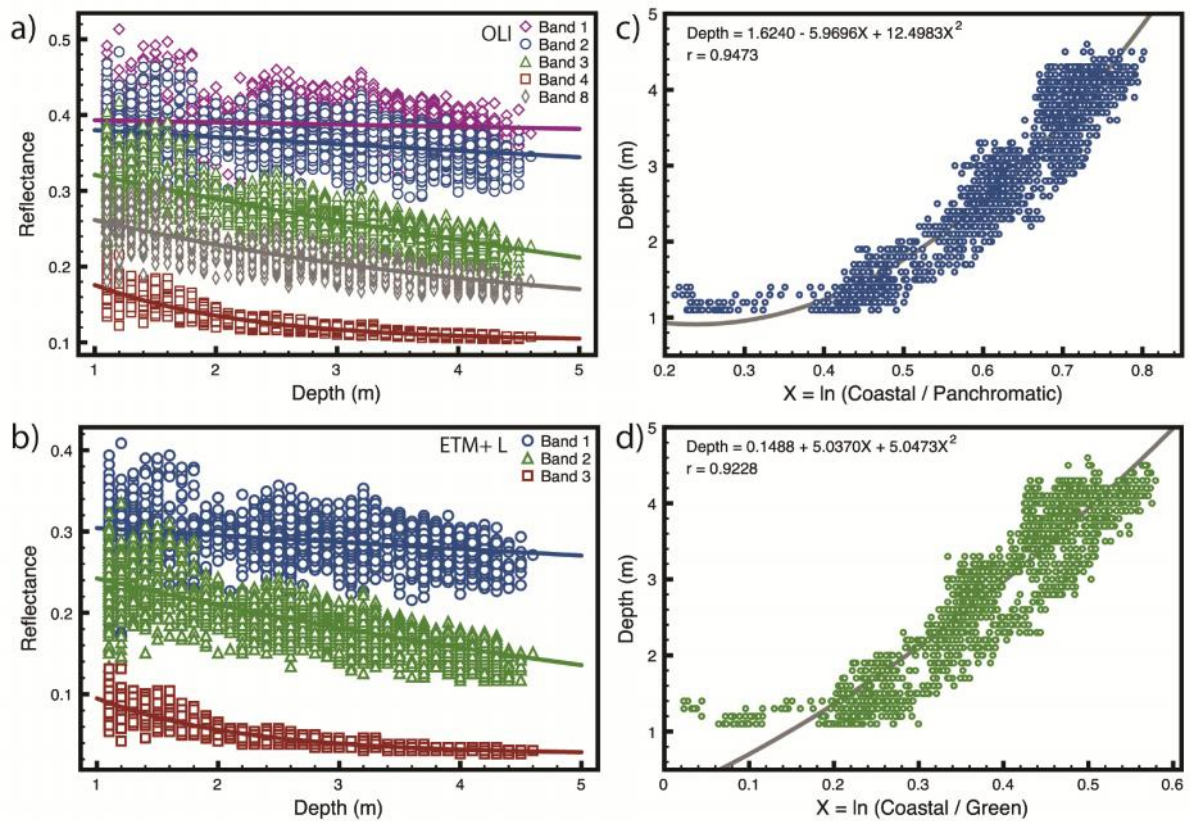 a)
OLI
Band 1
Band 2
Band 3
Band 4
Band 8
0.5
0.4
0.3
0.2
0.1
Reflectance
1 2 3 4 5
Depth (m)
c)
Depth = 1.6240 - 5.9696X + 12.4983X²
r = 0.9473
5
4
3
2
1
Depth (m)
0.2 0.3 0.4 0.5 0.6 0.7 0.8
X = ln (Coastal / Panchromatic)
b)
ETM+ L
Band 1
Band 2
Band 3
0.4
0.3
0.2
0.1
Reflectance
1 2 3 4 5
Depth (m)
d)
Depth = 0.1488 + 5.0370X + 5.0473X²
r = 0.9228
5
4
3
2
1
Depth (m)
0 0.1 0.2 0.3 0.4 0.5 0.6
X = ln (Coastal / Green)